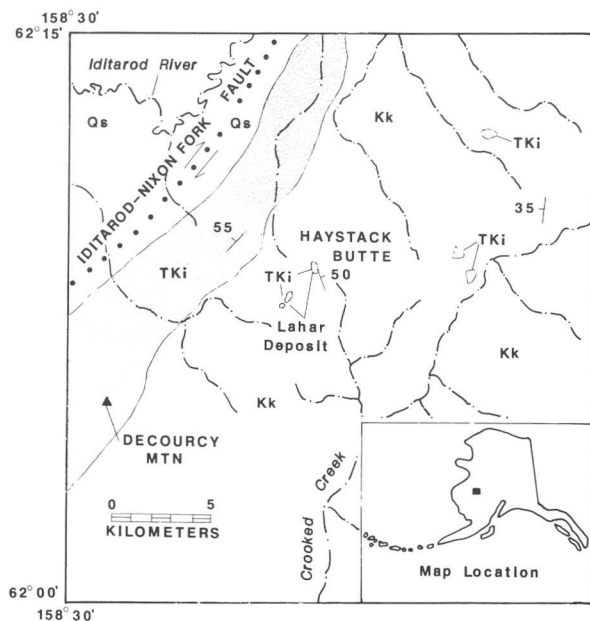 158°30'
62°15'
Iditarod River
Qs
IDITAROD-NIXON FORK FAULT
Qs
Kk
TKi
35
55
HAYSTACK
BUTTE
TKi
TKi
TKi
50
Lahar
Deposit
Kk
Kk
DECOURCY
MTN
0 5
KILOMETERS
Crooked Creek
Map Location
62°00'
158°30'